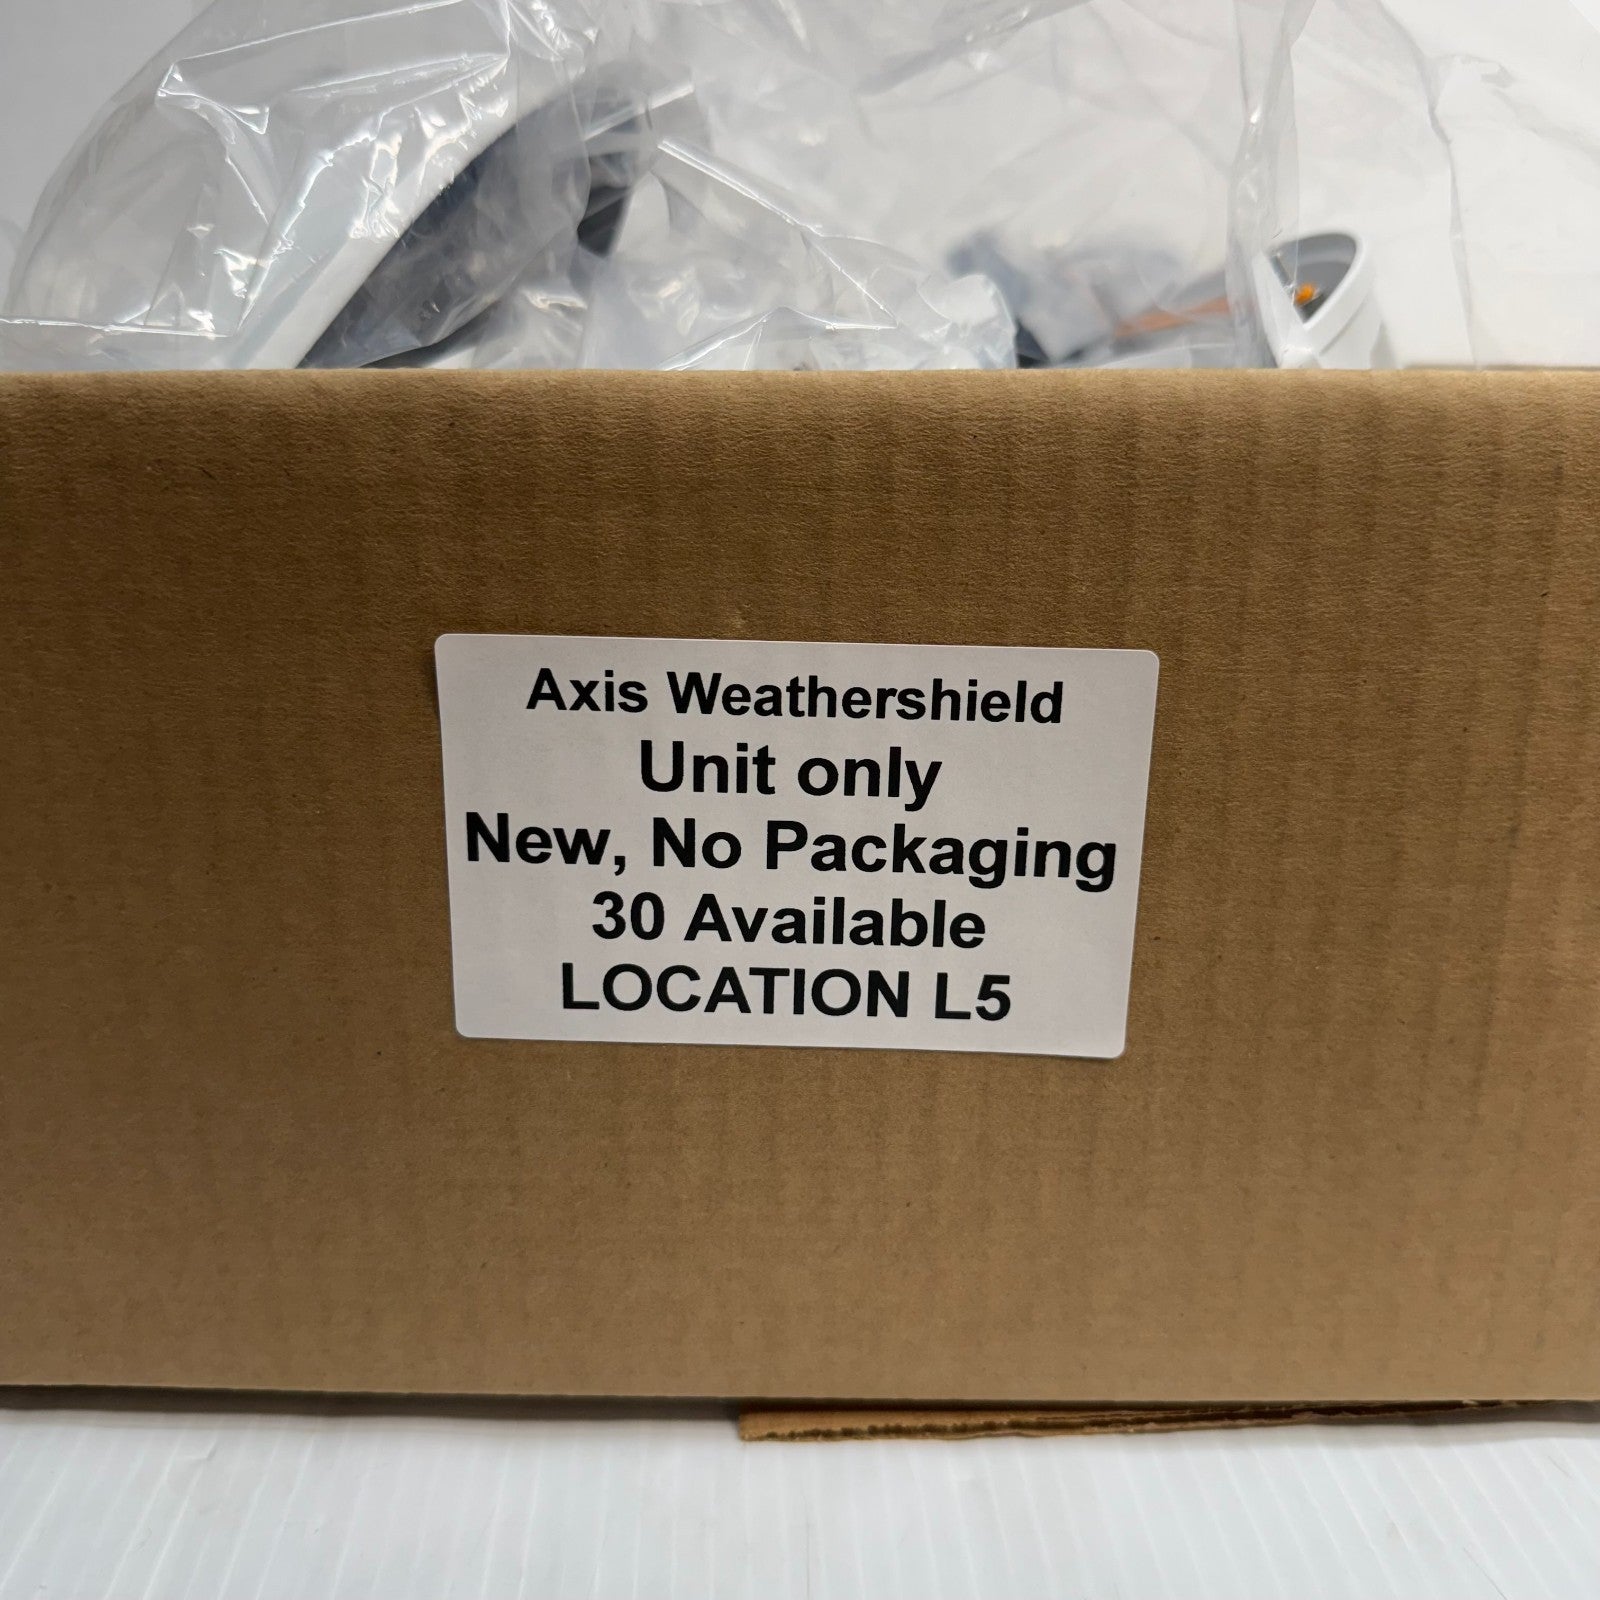 Axis Weathershield
Unit only
New, No Packaging
30 Available
LOCATION L5